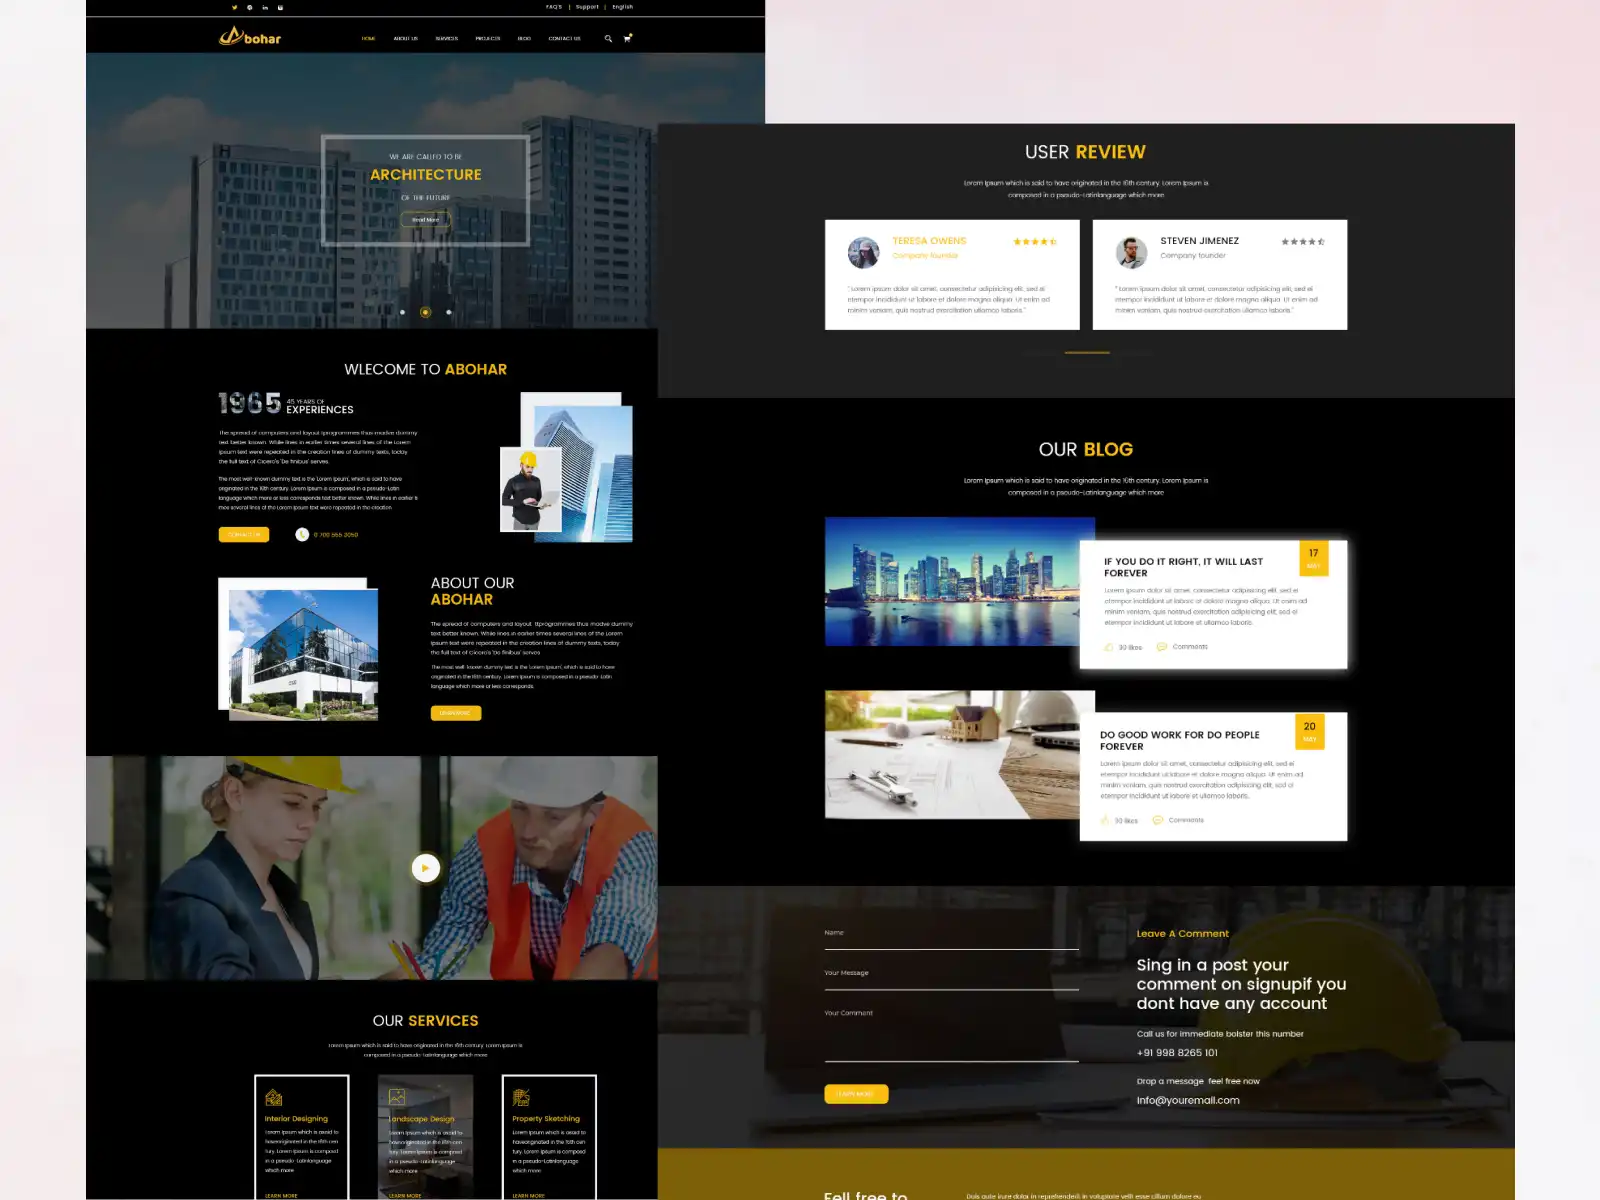 FAQ'S | Support | English
Abohar
HOME ABOUT US SERVICES PROJECTS BLOG CONTACT US
WE ARE CALLED TO BE
ARCHITECTURE
OF THE FUTURE
Read More
WLECOME TO ABOHAR
1965 45 YEARS OF
EXPERIENCES
The spread of computers and layout tprogrammes thus madve dummy
text better known. While lines in earlier times several lines of the Lorem
Ipsum text were repeated in the creation lines of dummy texts, today
the full text of Cicero's 'De finibus' serves.
The most well-known dummy text is the 'Lorem Ipsum', which is said to have
originated in the 16th century. Lorem Ipsum is composed in a pseudo-Latin
language which more or less corresponds text better known. While lines in earlier ti
mes several lines of the Lorem Ipsum text were repeated in the creation
CONTACT US
0 700 555 3050
ABOUT OUR
ABOHAR
The spread of computers and layout ttprogrammes thus madve dummy
text better known. While lines in earlier times several lines of the Lorem
Ipsum text were repeated in the creation lines of dummy texts, today
the full text of Cicero's 'De finibus' serves
The most well-known dummy text is the 'Lorem Ipsum', which is said to have
originated in the 16th century. Lorem Ipsum is composed in a pseudo-Latin
language which more or less corresponds.
LEARN MORE
OUR SERVICES
Lorem Ipsum which is said to have originated in the 16th century. Lorem Ipsum is
composed in a pseudo-Latinlanguage which more
Interior Designing
Lorem Ipsum which is asaid to
haveoriginated in the 16th cen
tury. Lorem Ipsum is composed
in a pseudo-Latinlanguage
which more
LEARN MORE
Landscape Design
Lorem Ipsum which is asaid to
haveoriginated in the 16th cen
tury. Lorem Ipsum is composed
in a pseudo-Latinlanguage
which more
LEARN MORE
Property Sketching
Lorem Ipsum which is asaid to
haveoriginated in the 16th cen
tury. Lorem Ipsum is composed
in a pseudo-Latinlanguage
which more
LEARN MORE
USER REVIEW
Lorem Ipsum which is said to have originated in the 16th century. Lorem Ipsum is
composed in a pseudo-Latinlanguage which more
TERESA OWENS
Company founder
" Lorem ipsum dolor sit amet, consectetur adipisicing elit, sed ei
etempor incididunt ut labore et dolore magna aliqua. Ut enim ad
minim veniam, quis nostrud exercitation ullamco laboris."
STEVEN JIMENEZ
Company founder
" Lorem ipsum dolor sit amet, consectetur adipisicing elit, sed ei
etempor incididunt ut labore et dolore magna aliqua. Ut enim ad
minim veniam, quis nostrud exercitation ullamco laboris."
OUR BLOG
Lorem Ipsum which is said to have originated in the 16th century. Lorem Ipsum is
composed in a pseudo-Latinlanguage which more
17
MAY
IF YOU DO IT RIGHT, IT WILL LAST
FOREVER
Lorem ipsum dolor sit amet, consectetur adipisicing elit, sed ei
etempor incididunt ut labore et dolore magna aliqua. Ut enim ad
minim veniam, quis nostrud exercitation adipisicing elit, sed ei
etempor incididunt ut labore et ullamco laboris.
30 likes Comments
20
MAY
DO GOOD WORK FOR DO PEOPLE
FOREVER
Lorem ipsum dolor sit amet, consectetur adipisicing elit, sed ei
etempor incididunt ut labore et dolore magna aliqua. Ut enim ad
minim veniam, quis nostrud exercitation adipisicing elit, sed ei
etempor incididunt ut labore et ullamco laboris.
30 likes Comments
Name
Your Message
Your Comment
LEARN MORE
Leave A Comment
Sing in a post your
comment on signupif you
dont have any account
Call us for immediate bolster this number
+91 998 8265 101
Drop a message feel free now
Info@youremail.com
Fell free to
Duis aute irure dolor in reprehenderit in voluptate velit esse cillum dolore eu